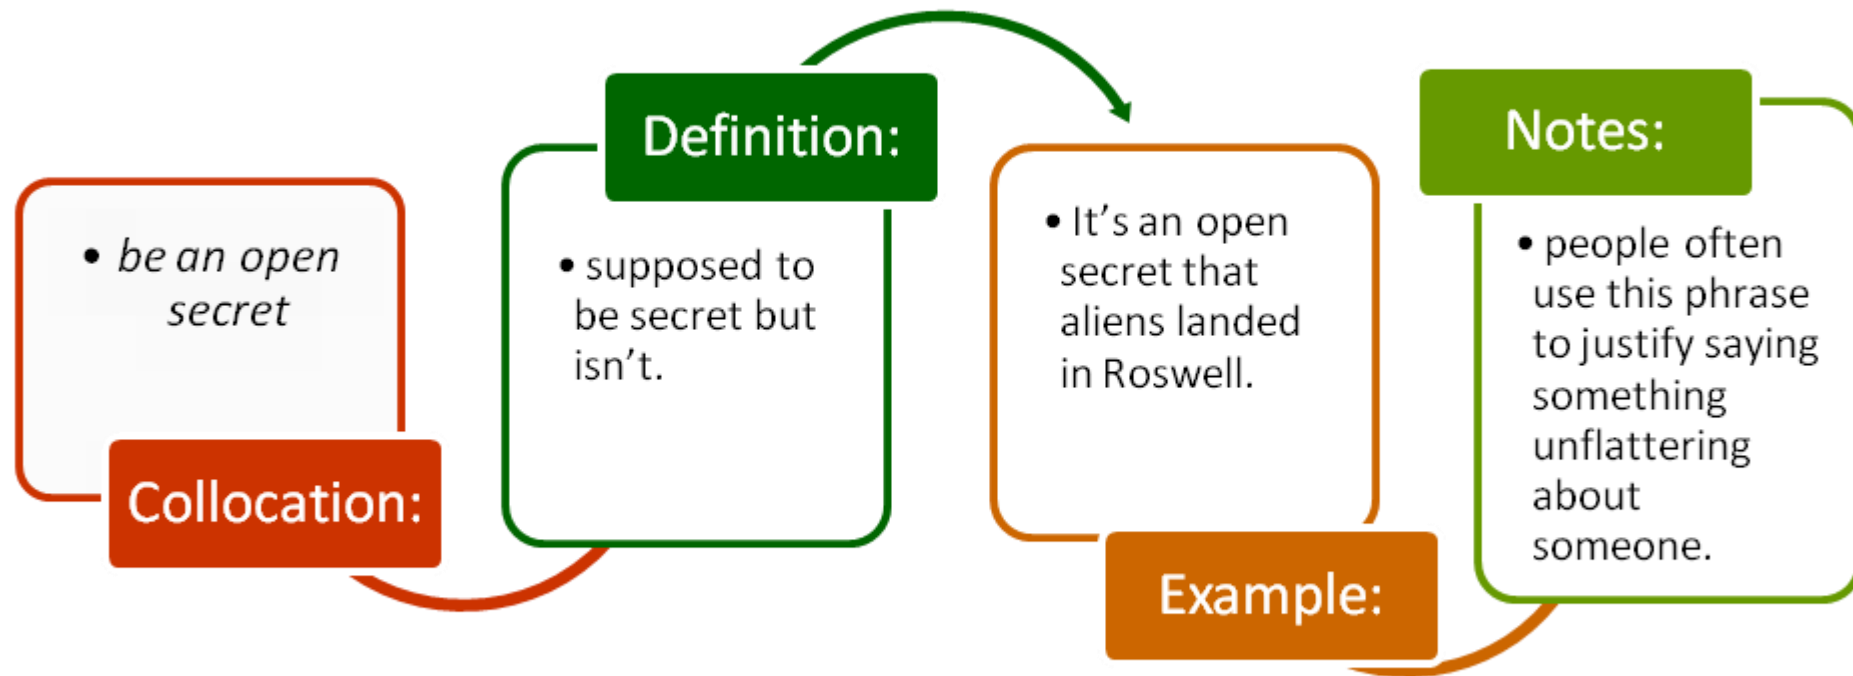 • be an open
secret
Collocation:
Definition:
• supposed to
be secret but
isn’t.
• It’s an open
secret that
aliens landed
in Roswell.
Example:
Notes:
• people often
use this phrase
to justify saying
something
unflattering
about
someone.